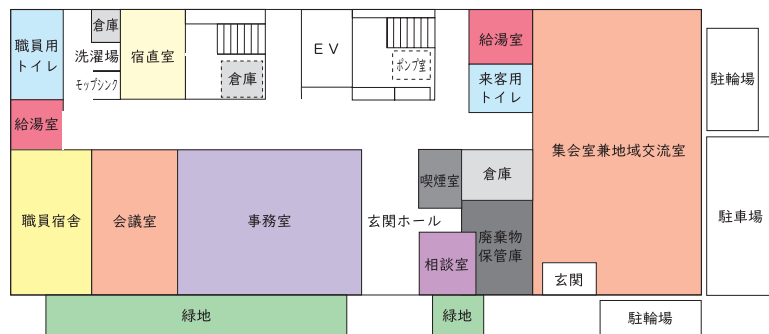 職員用
トイレ
倉庫
洗濯場
モップシンク
宿直室
倉庫
EV
ポンプ室
給湯室
来客用
トイレ
駐輪場
給湯室
集会室兼地域交流室
職員宿舎
会議室
事務室
玄関ホール
喫煙室
倉庫
相談室
廃棄物
保管庫
玄関
駐車場
緑地
緑地
駐輪場